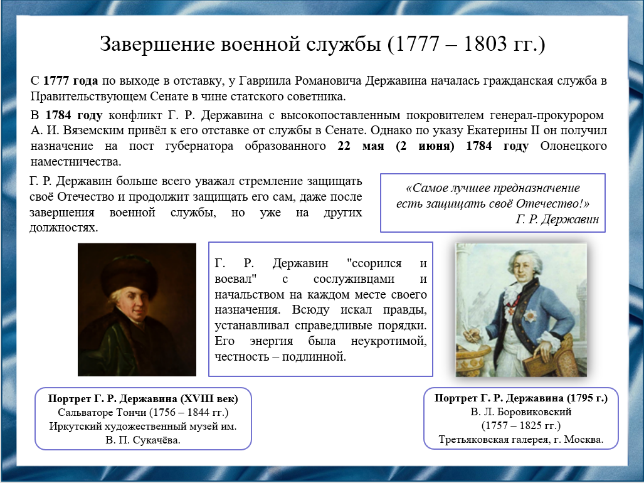 Завершение военной службы (1777 – 1803 гг.)
С 1777 года по выходе в отставку, у Гавриила Романовича Державина началась гражданская служба в
Правительствующем Сенате в чине статского советника.
В 1784 году конфликт Г. Р. Державина с высокопоставленным покровителем генерал-прокурором
А. И. Вяземским привёл к его отставке от службы в Сенате. Однако по указу Екатерины II он получил
назначение на пост губернатора образованного 22 мая (2 июня) 1784 году Олонецкого
наместничества.
Г. Р. Державин больше всего уважал стремление защищать
своё Отечество и продолжит защищать его сам, даже после
завершения военной службы, но уже на других
должностях.
«Самое лучшее предназначение
есть защищать своё Отечество!»
Г. Р. Державин
Г. Р. Державин "ссорился и
воевал" с сослуживцами и
начальством на каждом месте своего
назначения. Всюду искал правды,
устанавливал справедливые порядки.
Его энергия была неукротимой,
честность – подлинной.
Портрет Г. Р. Державина (XVIII век)
Сальваторе Тончи (1756 – 1844 гг.)
Иркутский художественный музей им.
В. П. Сукачёва.
Портрет Г. Р. Державина (1795 г.)
В. Л. Боровиковский
(1757 – 1825 гг.)
Третьяковская галерея, г. Москва.